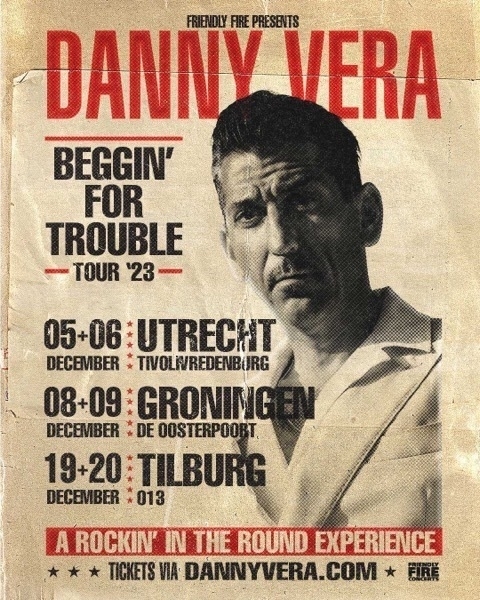 FRIENDLY FIRE PRESENTS
DANNY VERA
BEGGIN'
FOR
TROUBLE
TOUR '23
05+06 UTRECHT
DECEMBER TIVOLIVREDENBURG
08+09 GRONINGEN
DECEMBER DE OOSTERPOORT
19+20 TILBURG
DECEMBER 013
A ROCKIN' IN THE ROUND EXPERIENCE
TICKETS VIA DANNYVERA.COM
FRIENDLY
FIRE
CONCERTS